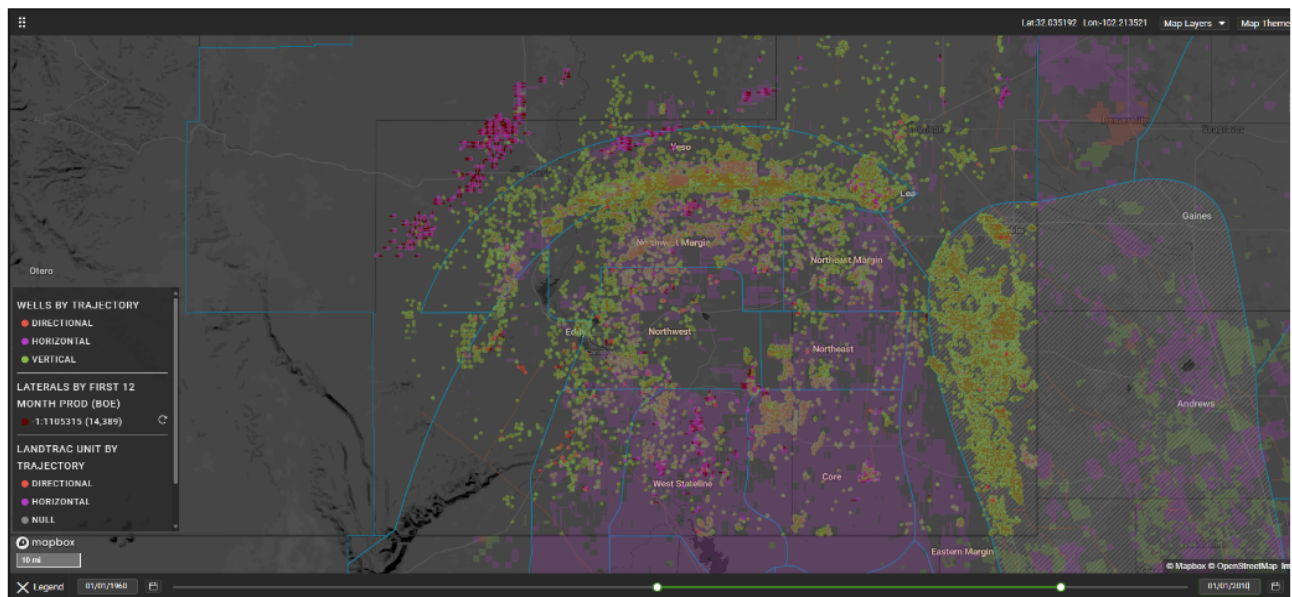 Lat:32.035192 Lon:-102.213521 Map Layers Map Theme
Yeso
Lea
Gaines
Northwest Margin
Northeast Margin
Otero
Eddy
Northwest
Northeast
Andrews
West Stateline
Core
Eastern Margin
WELLS BY TRAJECTORY
DIRECTIONAL
HORIZONTAL
VERTICAL
LATERALS BY FIRST 12
MONTH PROD (BOE)
-1:1105315 (14,389)
LANDTRAC UNIT BY
TRAJECTORY
DIRECTIONAL
HORIZONTAL
NULL
mapbox
10 mi
© Mapbox © OpenStreetMap Im
Legend 01/01/1960 01/01/2010